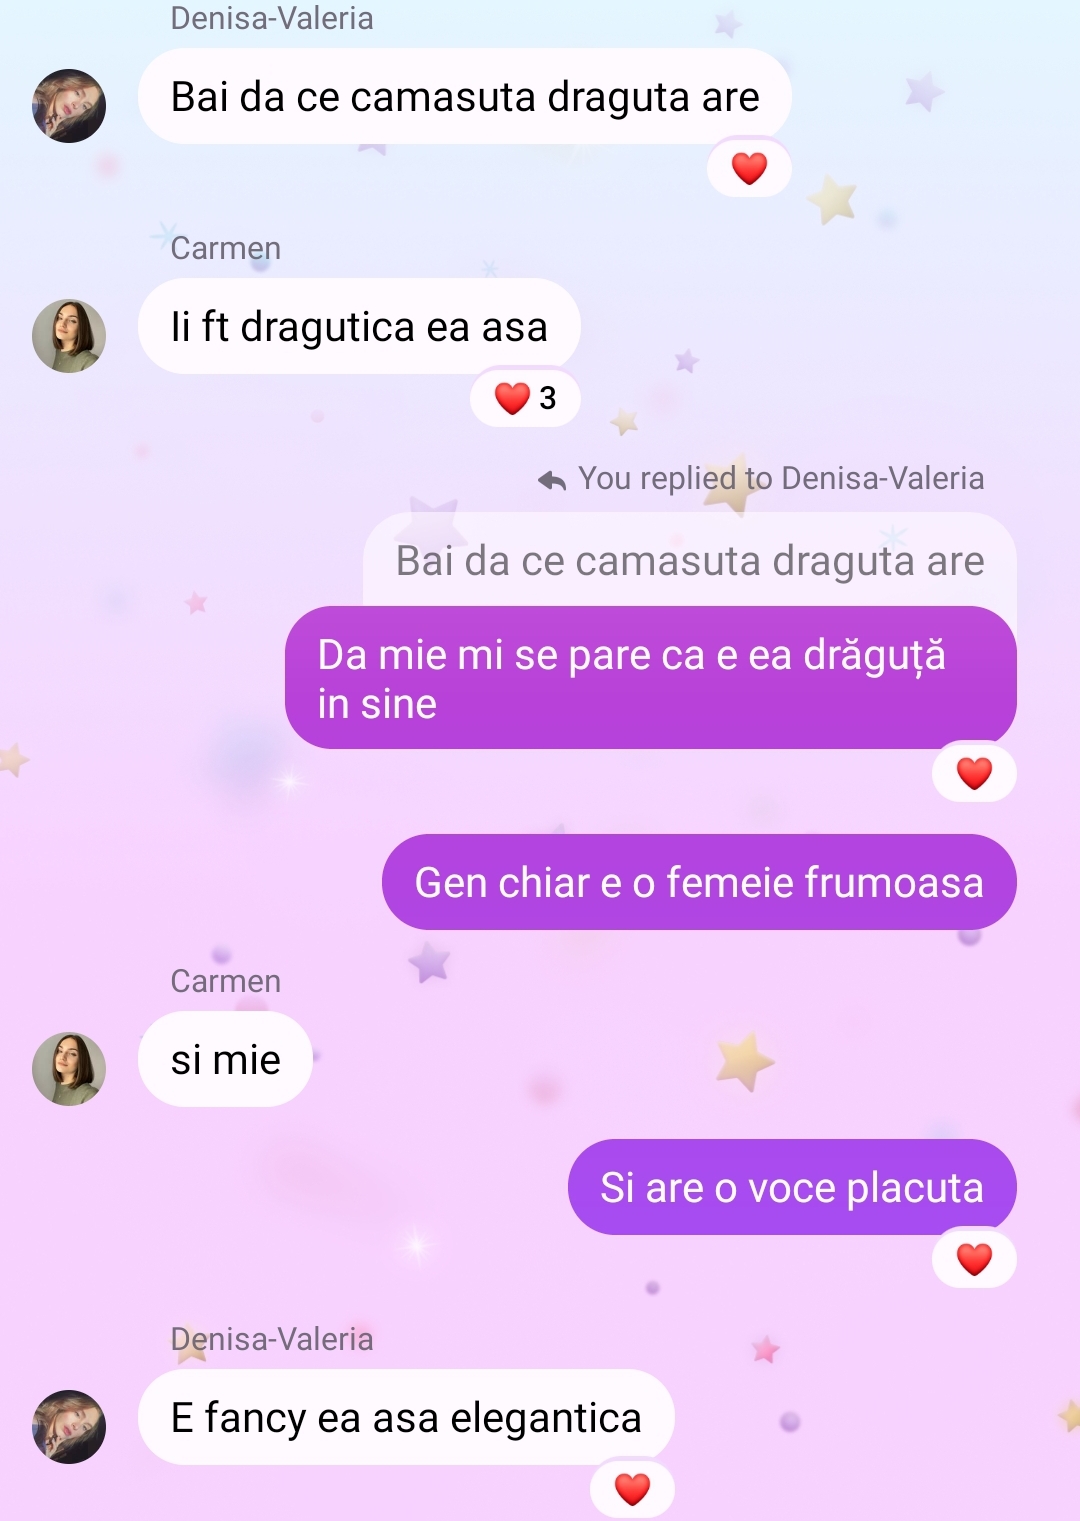 Denisa-Valeria
Bai da ce camasuta draguta are
Carmen
Ii ft dragutica ea asa
3
You replied to Denisa-Valeria
Bai da ce camasuta draguta are
Da mie mi se pare ca e ea drăguță
in sine
Gen chiar e o femeie frumoasa
Carmen
si mie
Si are o voce placuta
Denisa-Valeria
E fancy ea asa elegantica